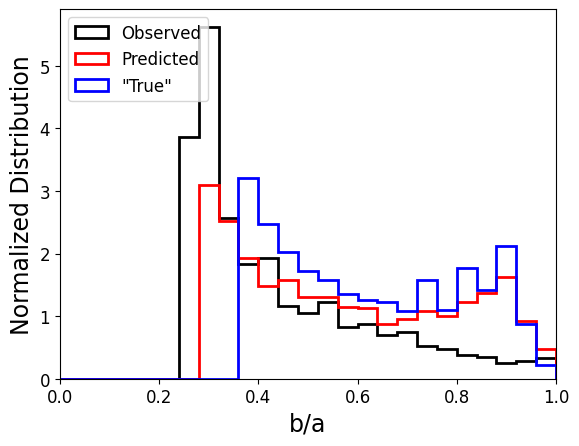 Observed
Predicted
"True"
Normalized Distribution
5
4
3
2
1
0
0.0 0.2 0.4 0.6 0.8 1.0
b/a